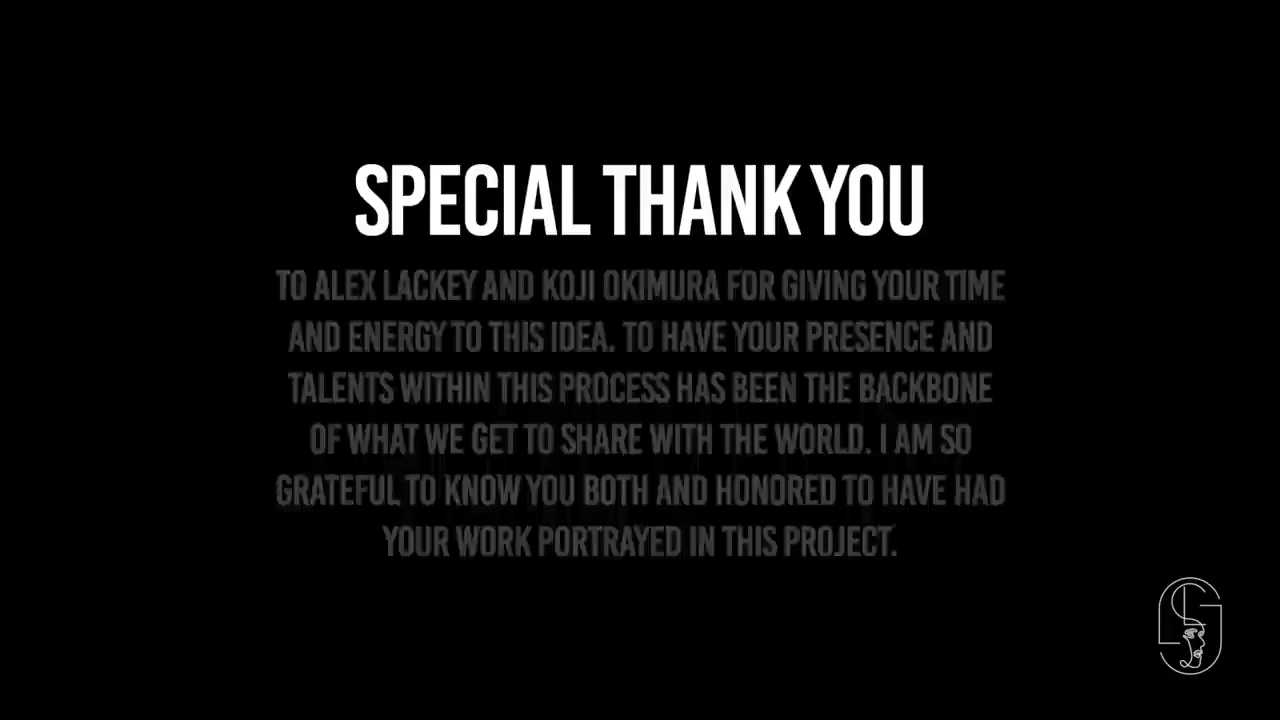 SPECIAL THANK YOU
TO ALEX LACKEY AND KOJI OKIMURA FOR GIVING YOUR TIME
AND ENERGY TO THIS IDEA. TO HAVE YOUR PRESENCE AND
TALENTS WITHIN THIS PROCESS HAS BEEN THE BACKBONE
OF WHAT WE GET TO SHARE WITH THE WORLD. I AM SO
GRATEFUL TO KNOW YOU BOTH AND HONORED TO HAVE HAD
YOUR WORK PORTRAYED IN THIS PROJECT.